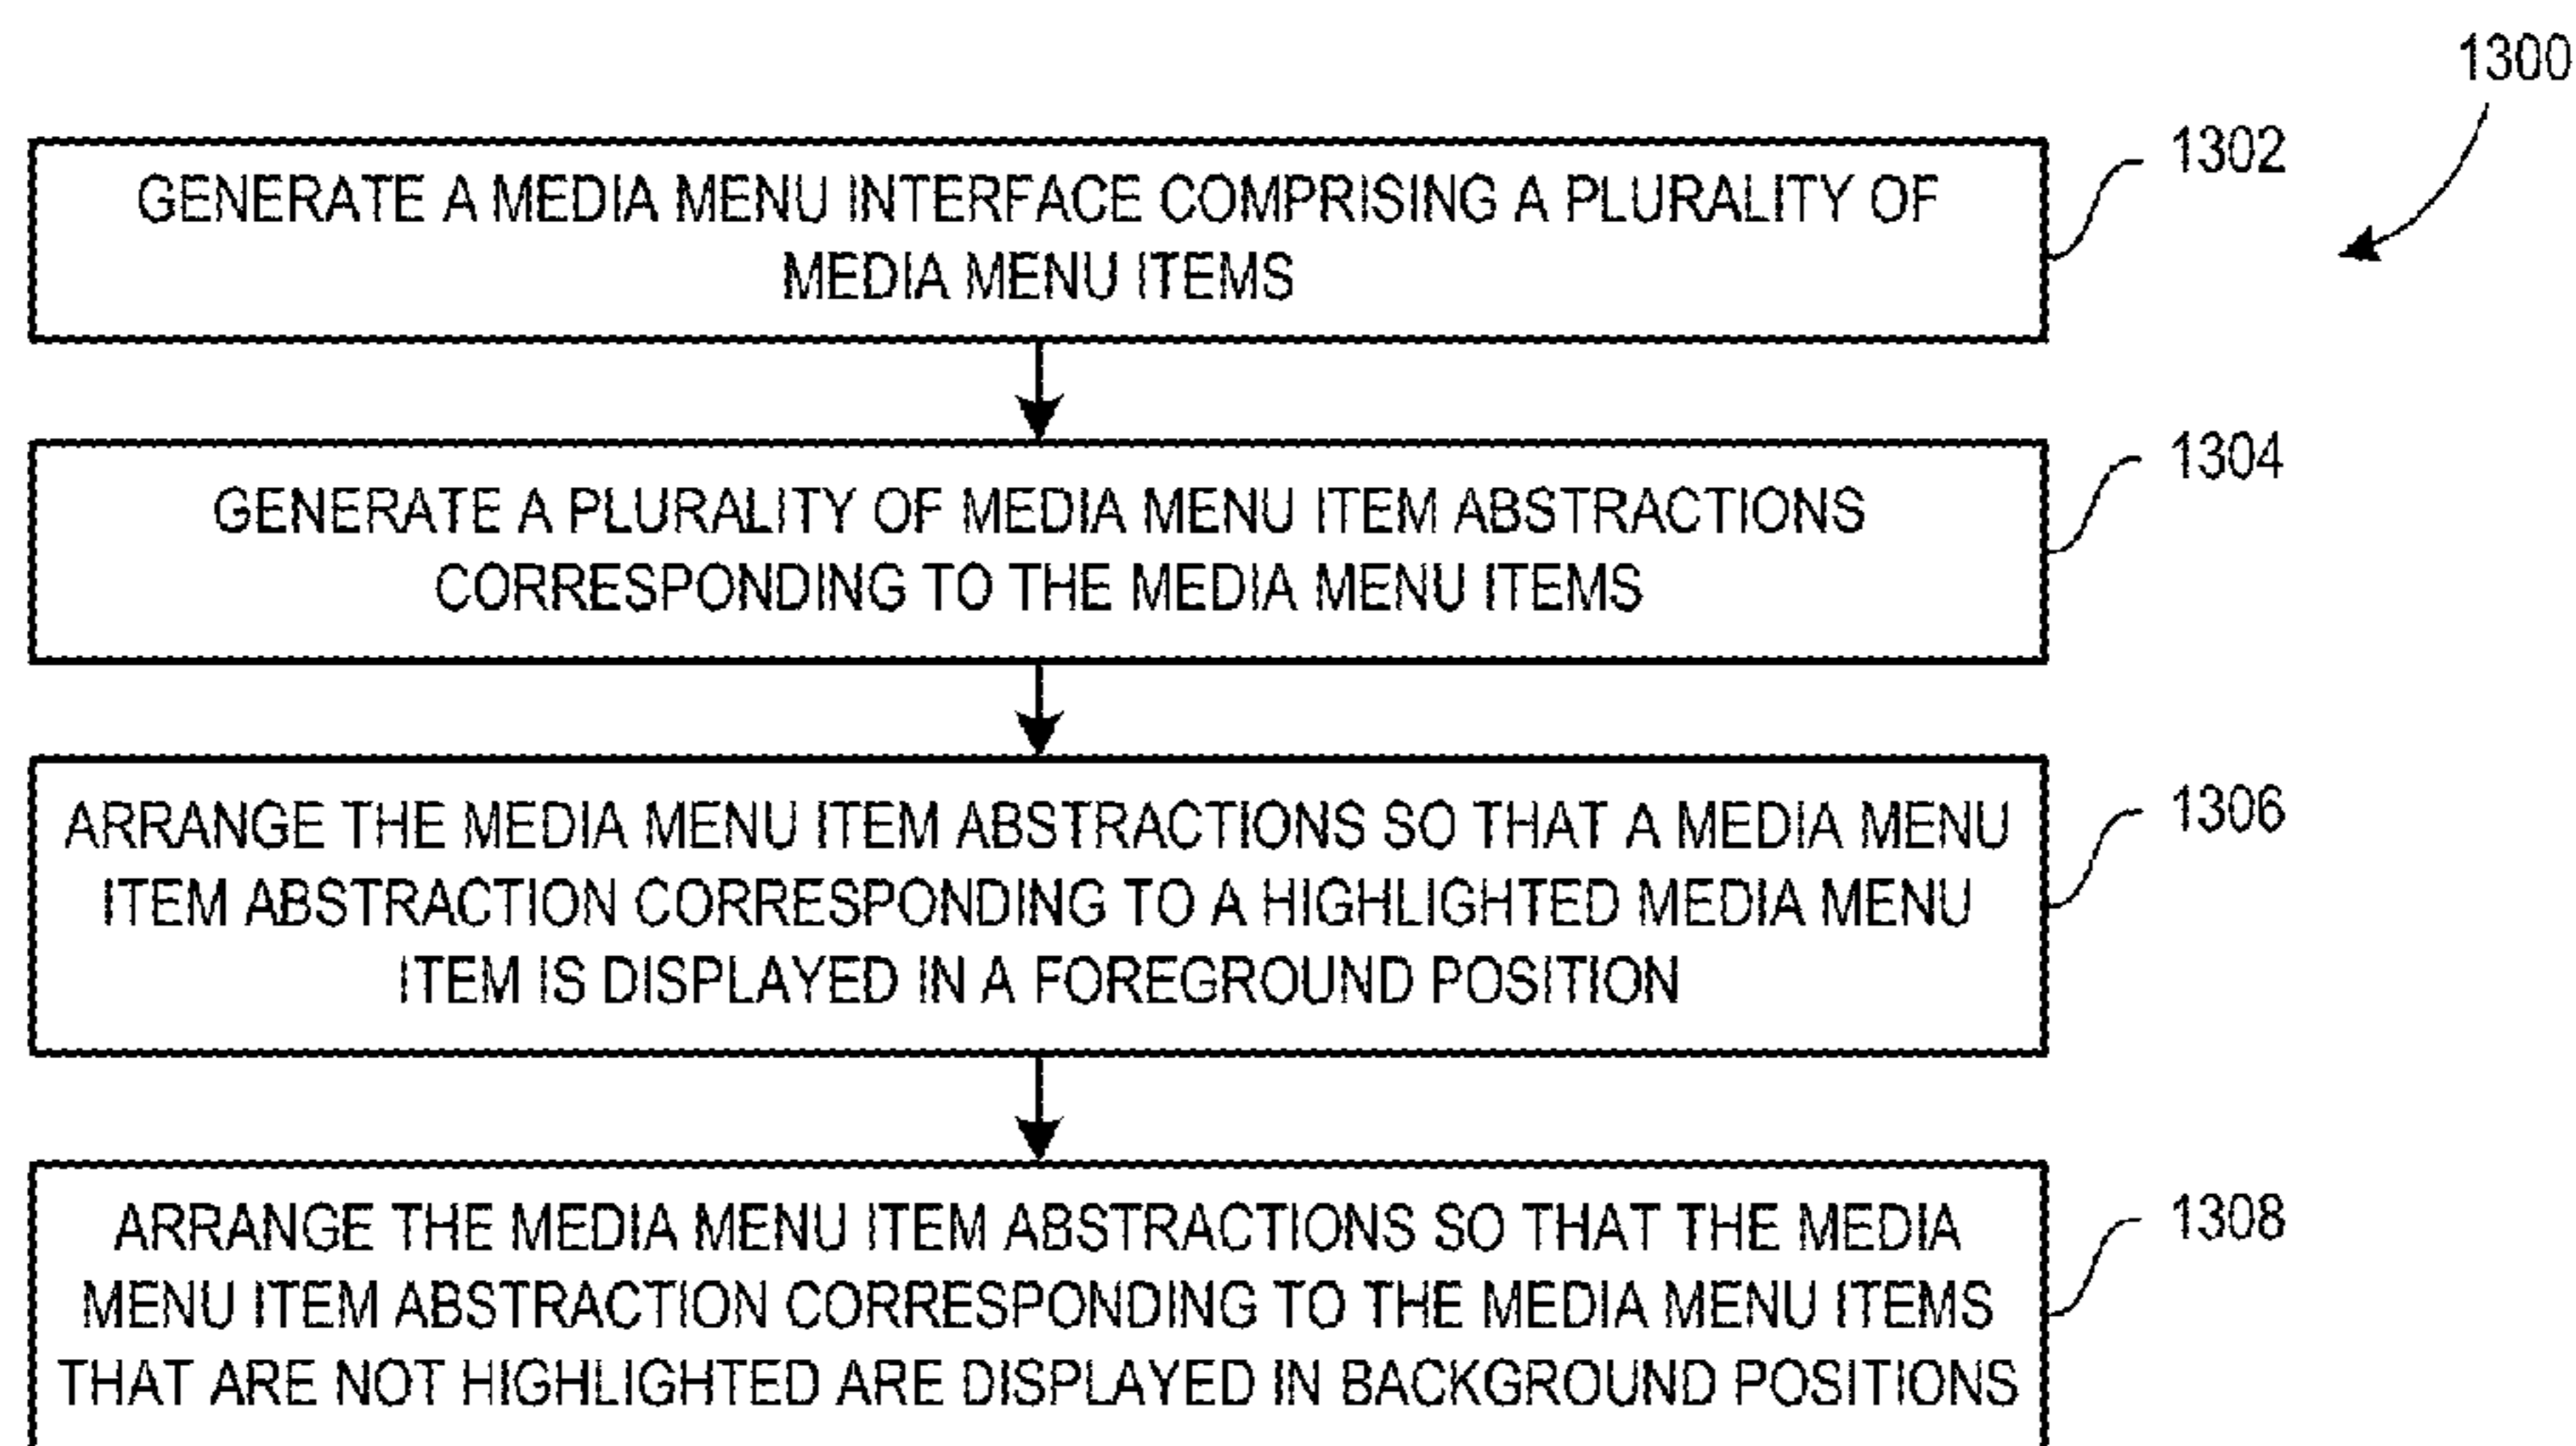 1300
GENERATE A MEDIA MENU INTERFACE COMPRISING A PLURALITY OF
MEDIA MENU ITEMS
1302
GENERATE A PLURALITY OF MEDIA MENU ITEM ABSTRACTIONS
CORRESPONDING TO THE MEDIA MENU ITEMS
1304
ARRANGE THE MEDIA MENU ITEM ABSTRACTIONS SO THAT A MEDIA MENU
ITEM ABSTRACTION CORRESPONDING TO A HIGHLIGHTED MEDIA MENU
ITEM IS DISPLAYED IN A FOREGROUND POSITION
1306
ARRANGE THE MEDIA MENU ITEM ABSTRACTIONS SO THAT THE MEDIA
MENU ITEM ABSTRACTION CORRESPONDING TO THE MEDIA MENU ITEMS
THAT ARE NOT HIGHLIGHTED ARE DISPLAYED IN BACKGROUND POSITIONS
1308